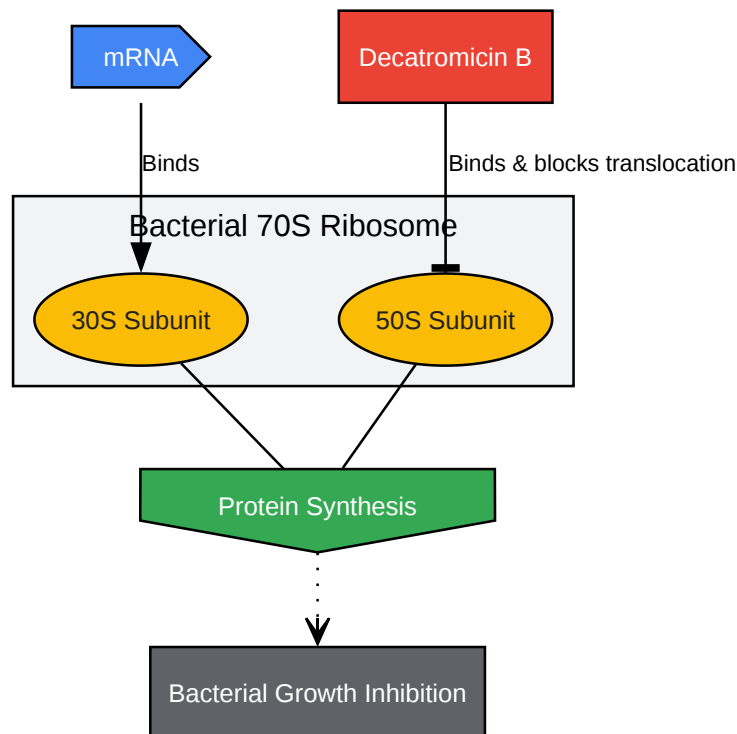 mRNA
Decatromicin B
Binds
Binds & blocks translocation
Bacterial 70S Ribosome
30S Subunit
50S Subunit
Protein Synthesis
Bacterial Growth Inhibition